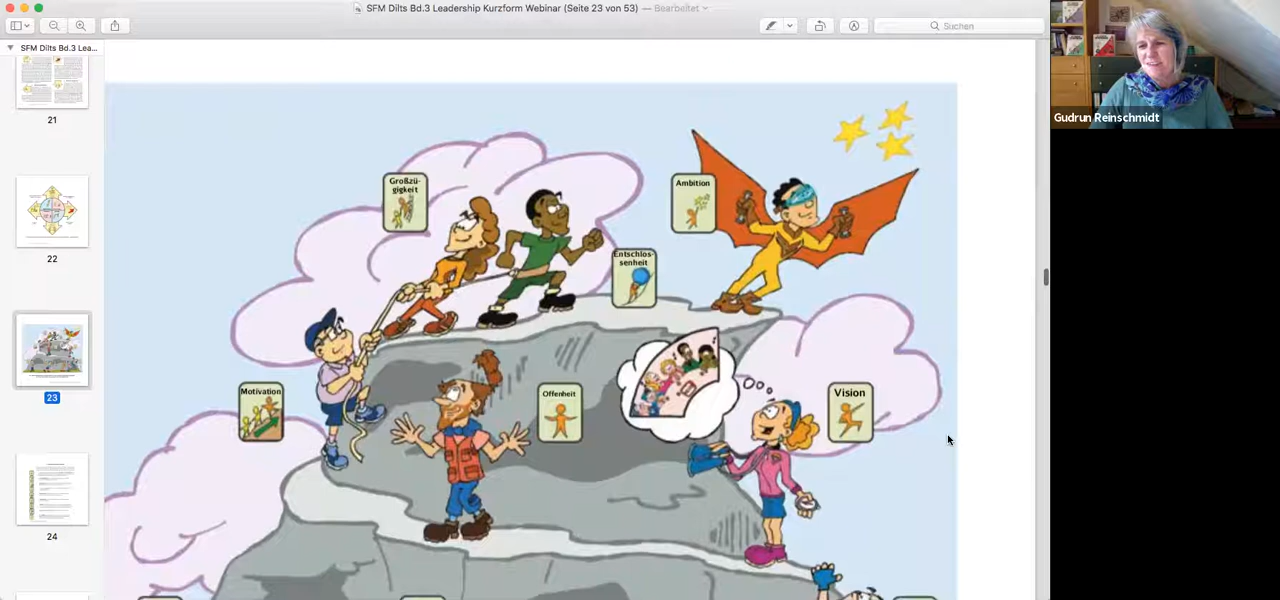 SFM Dilts Bd.3 Leadership Kurzform Webinar (Seite 23 von 53) — Bearbeitet
Suchen
SFM Dilts Bd.3 Lea...
21
22
23
24
Großzü-
gigkeit
Ambition
Entschlos-
senheit
Motivation
Offenheit
Vision
Gudrun Reinschmidt